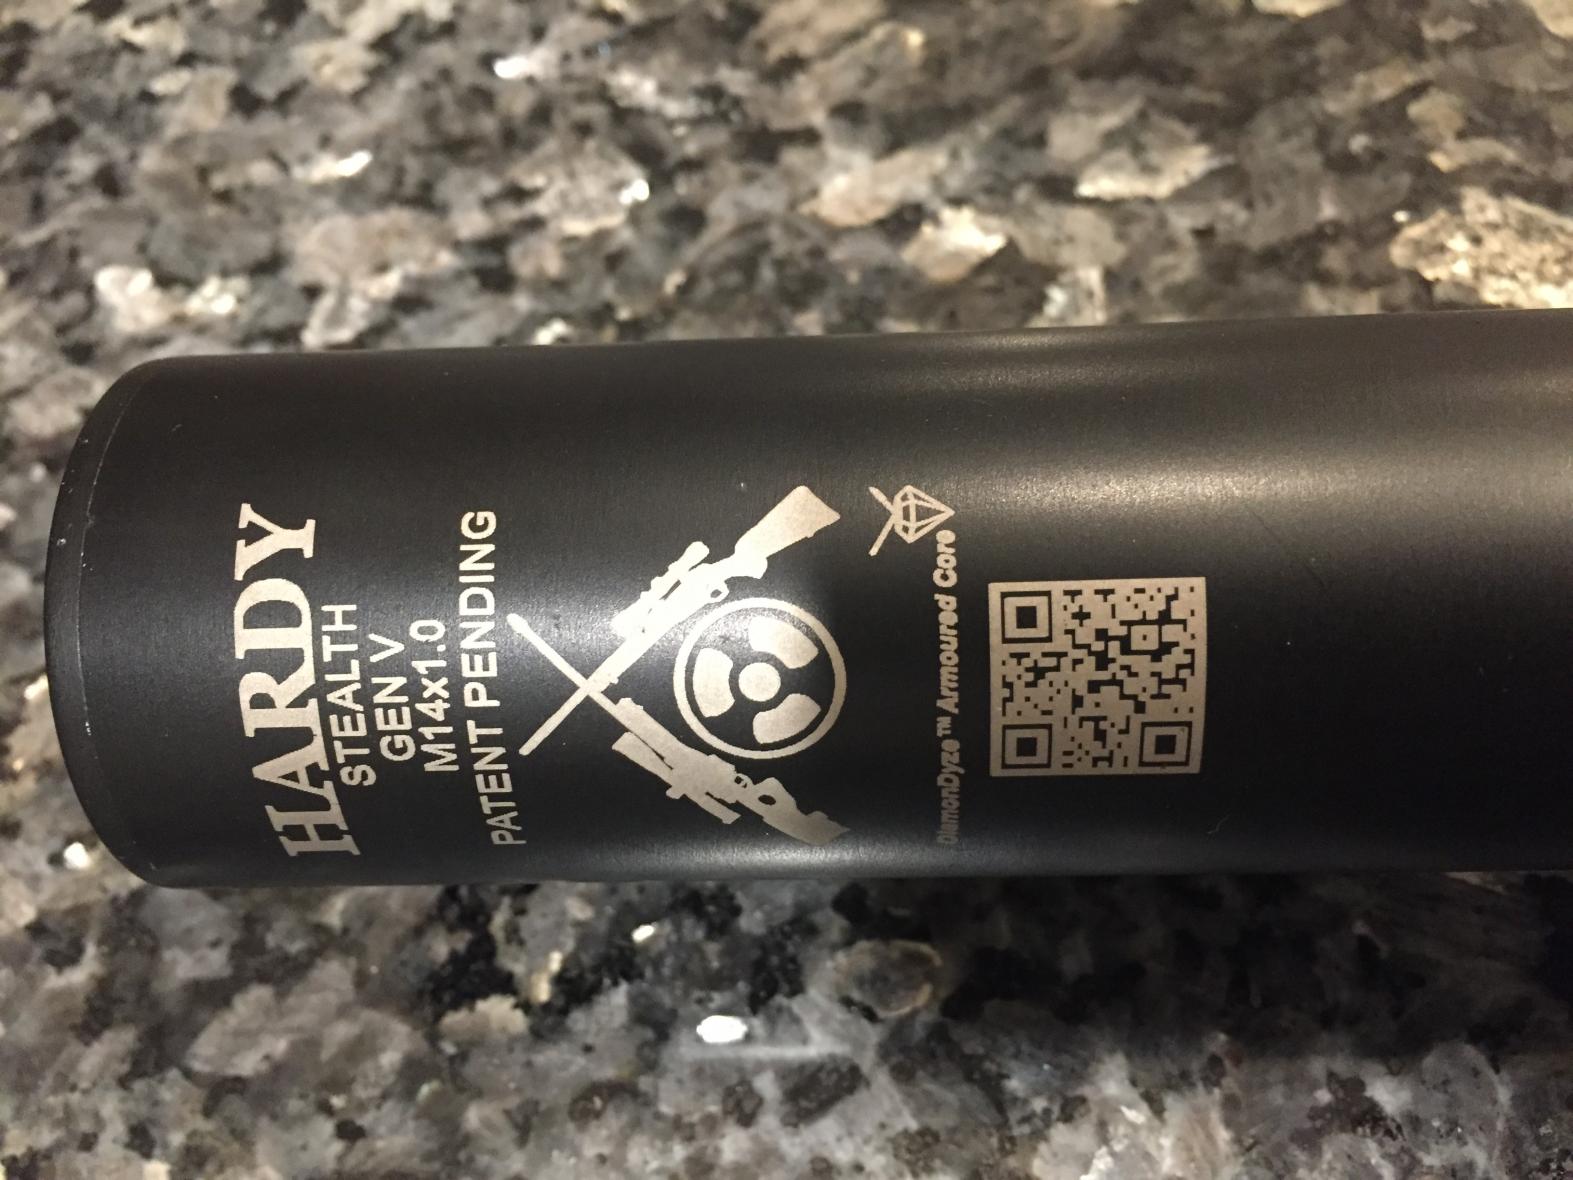 HARDY
STEALTH
GEN V
M14x1.0
PATENT PENDING
DiamonDyze™ Armoured Core